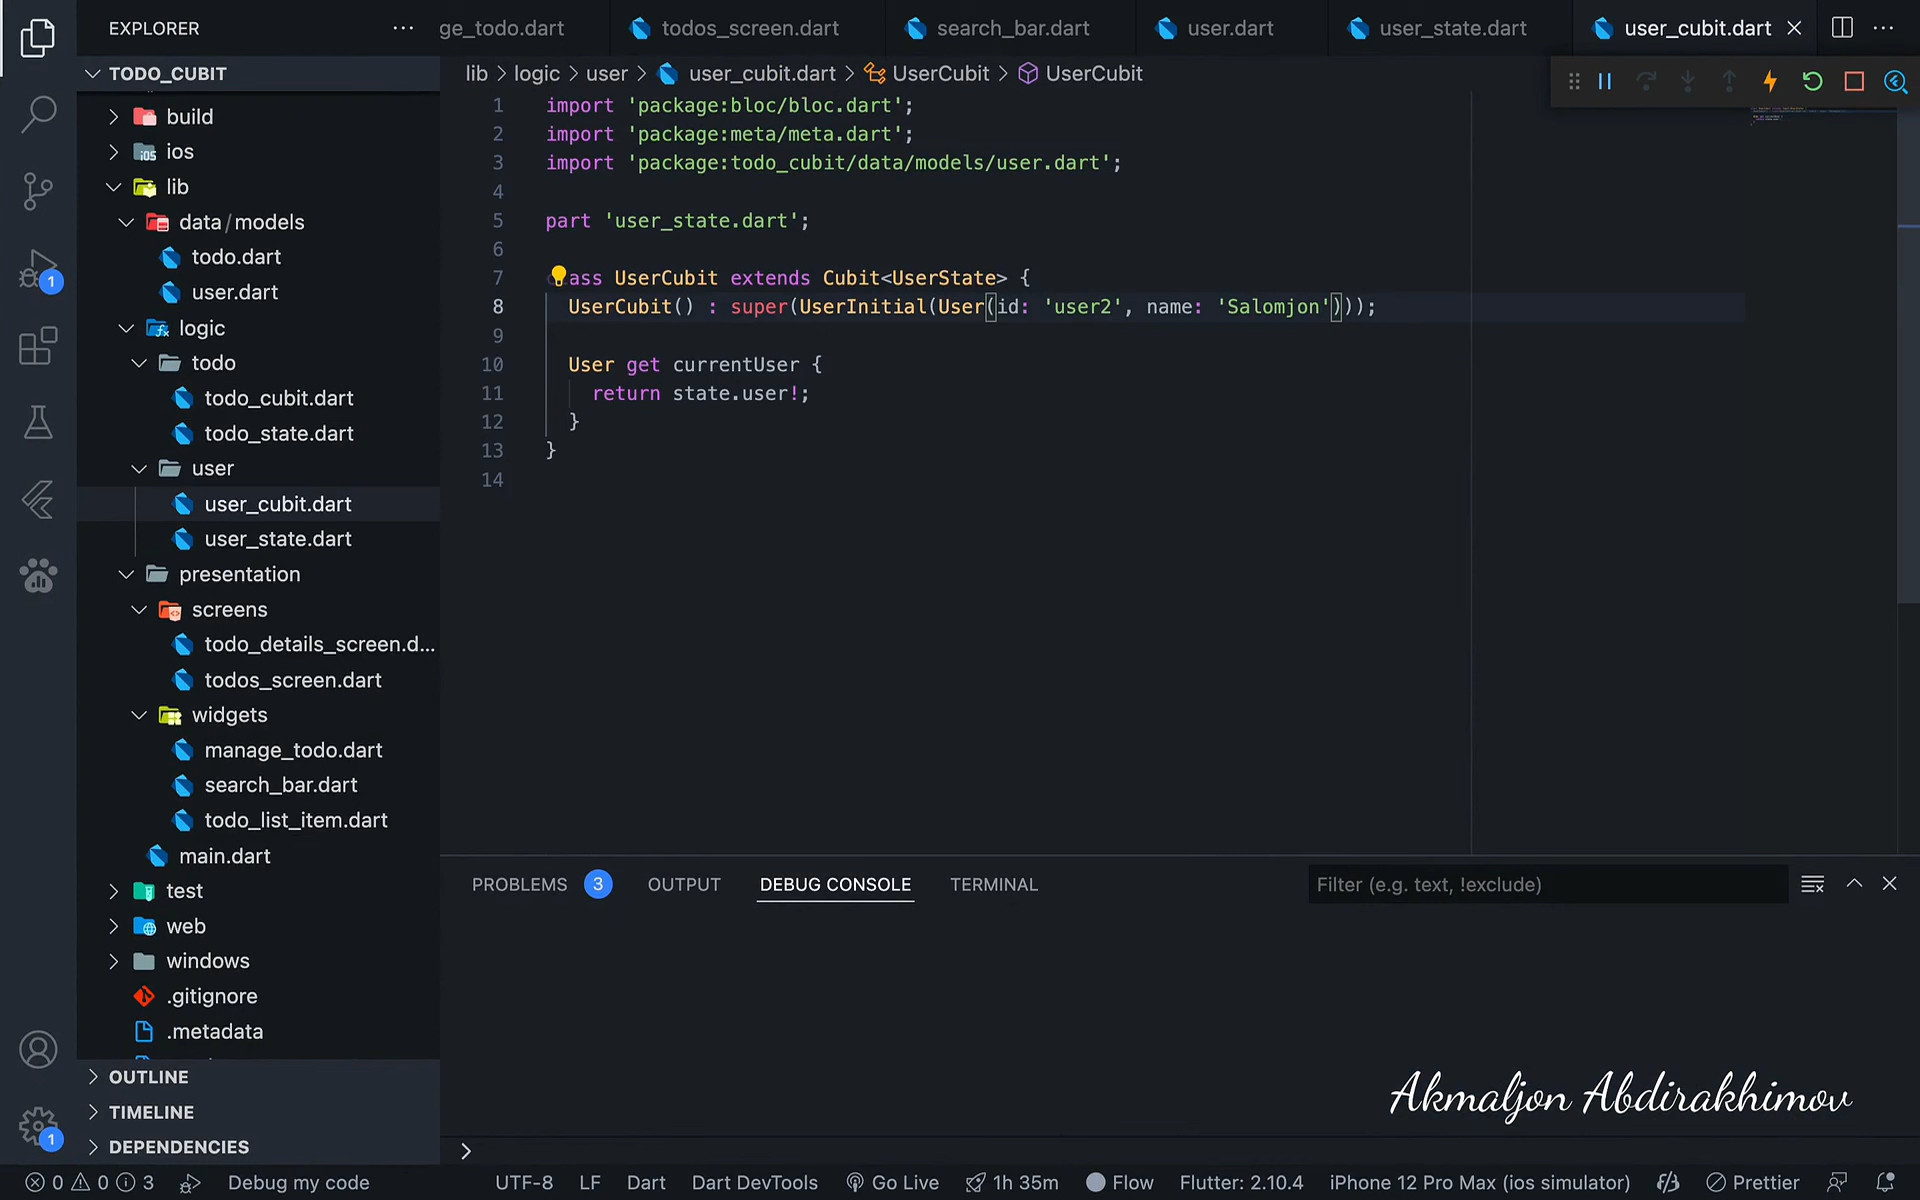 EXPLORER
ge_todo.dart
todos_screen.dart
search_bar.dart
user.dart
user_state.dart
user_cubit.dart
TODO_CUBIT
lib > logic > user > user_cubit.dart > UserCubit > UserCubit
build
ios
lib
data/models
todo.dart
user.dart
logic
todo
todo_cubit.dart
todo_state.dart
user
user_cubit.dart
user_state.dart
presentation
screens
todo_details_screen.d...
todos_screen.dart
widgets
manage_todo.dart
search_bar.dart
todo_list_item.dart
main.dart
test
web
windows
.gitignore
.metadata
OUTLINE
TIMELINE
DEPENDENCIES
1
1
1 import 'package:bloc/bloc.dart';
2 import 'package:meta/meta.dart';
3 import 'package:todo_cubit/data/models/user.dart';
4
5 part 'user_state.dart';
6
7 ass UserCubit extends Cubit<UserState> {
8 UserCubit() : super(UserInitial(User(id: 'user2', name: 'Salomjon')));
9
10 User get currentUser {
11 return state.user!;
12 }
13 }
14
PROBLEMS 3 OUTPUT DEBUG CONSOLE TERMINAL
Filter (e.g. text, !exclude)
Akmaljon Abdirakhimov
>
0 0 3 Debug my code UTF-8 LF Dart Dart DevTools Go Live 1h 35m Flow Flutter: 2.10.4 iPhone 12 Pro Max (ios simulator) Prettier